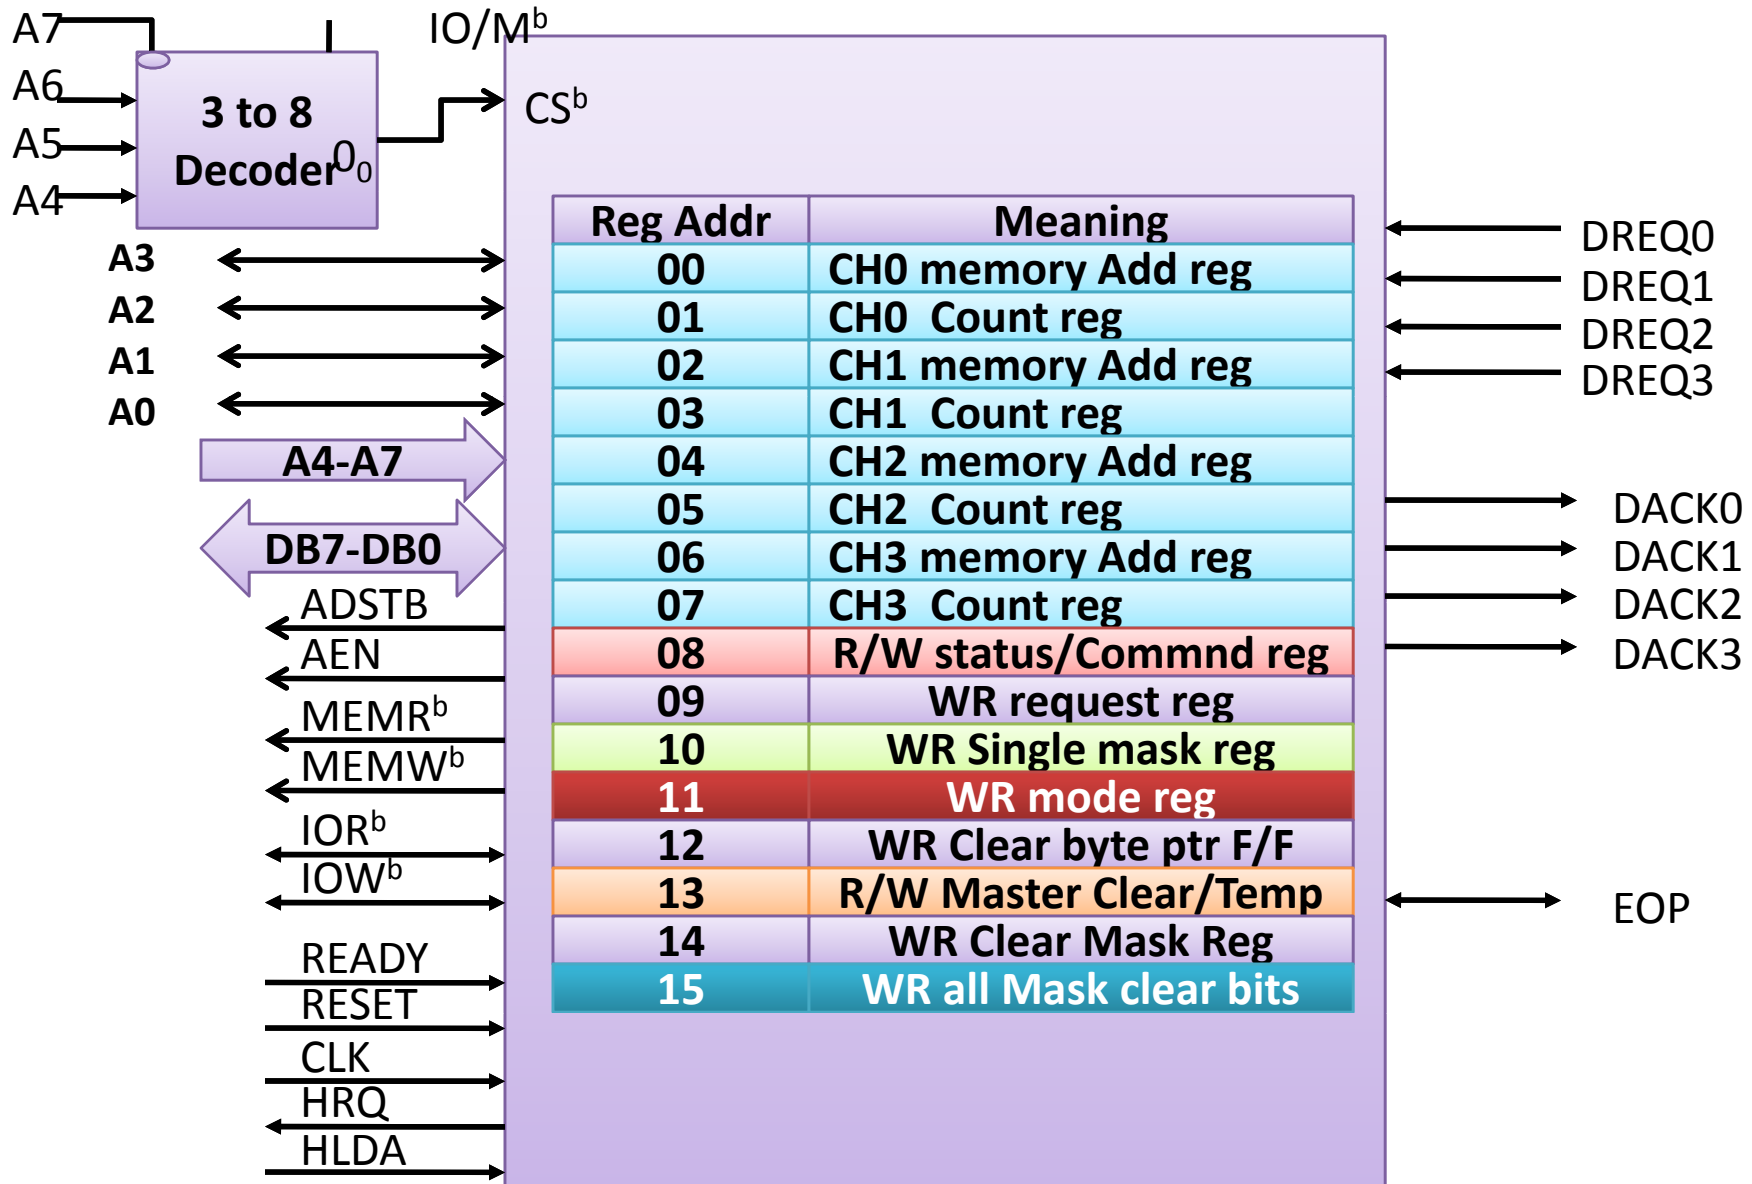 A7
IO/Mᵇ
A6
A5
A4
3 to 8
Decoder
O₀
CSᵇ
A3
A2
A1
A0
A4-A7
DB7-DB0
ADSTB
AEN
MEMRᵇ
MEMWᵇ
IORᵇ
IOWᵇ
READY
RESET
CLK
HRQ
HLDA
Reg Addr Meaning
00 CH0 memory Add reg
01 CH0 Count reg
02 CH1 memory Add reg
03 CH1 Count reg
04 CH2 memory Add reg
05 CH2 Count reg
06 CH3 memory Add reg
07 CH3 Count reg
08 R/W status/Commnd reg
09 WR request reg
10 WR Single mask reg
11 WR mode reg
12 WR Clear byte ptr F/F
13 R/W Master Clear/Temp
14 WR Clear Mask Reg
15 WR all Mask clear bits
DREQ0
DREQ1
DREQ2
DREQ3
DACK0
DACK1
DACK2
DACK3
EOP